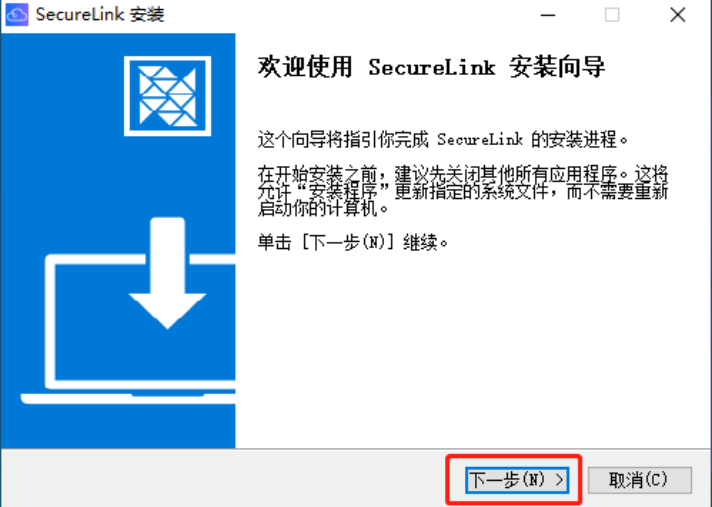 SecureLink 安装
欢迎使用 SecureLink 安装向导
这个向导将指引你完成 SecureLink 的安装进程。
在开始安装之前，建议先关闭其他所有应用程序。这将
允许“安装程序”更新指定的系统文件，而不需要重新
启动你的计算机。
单击 [下一步(N)] 继续。
下一步(N) >
取消(C)